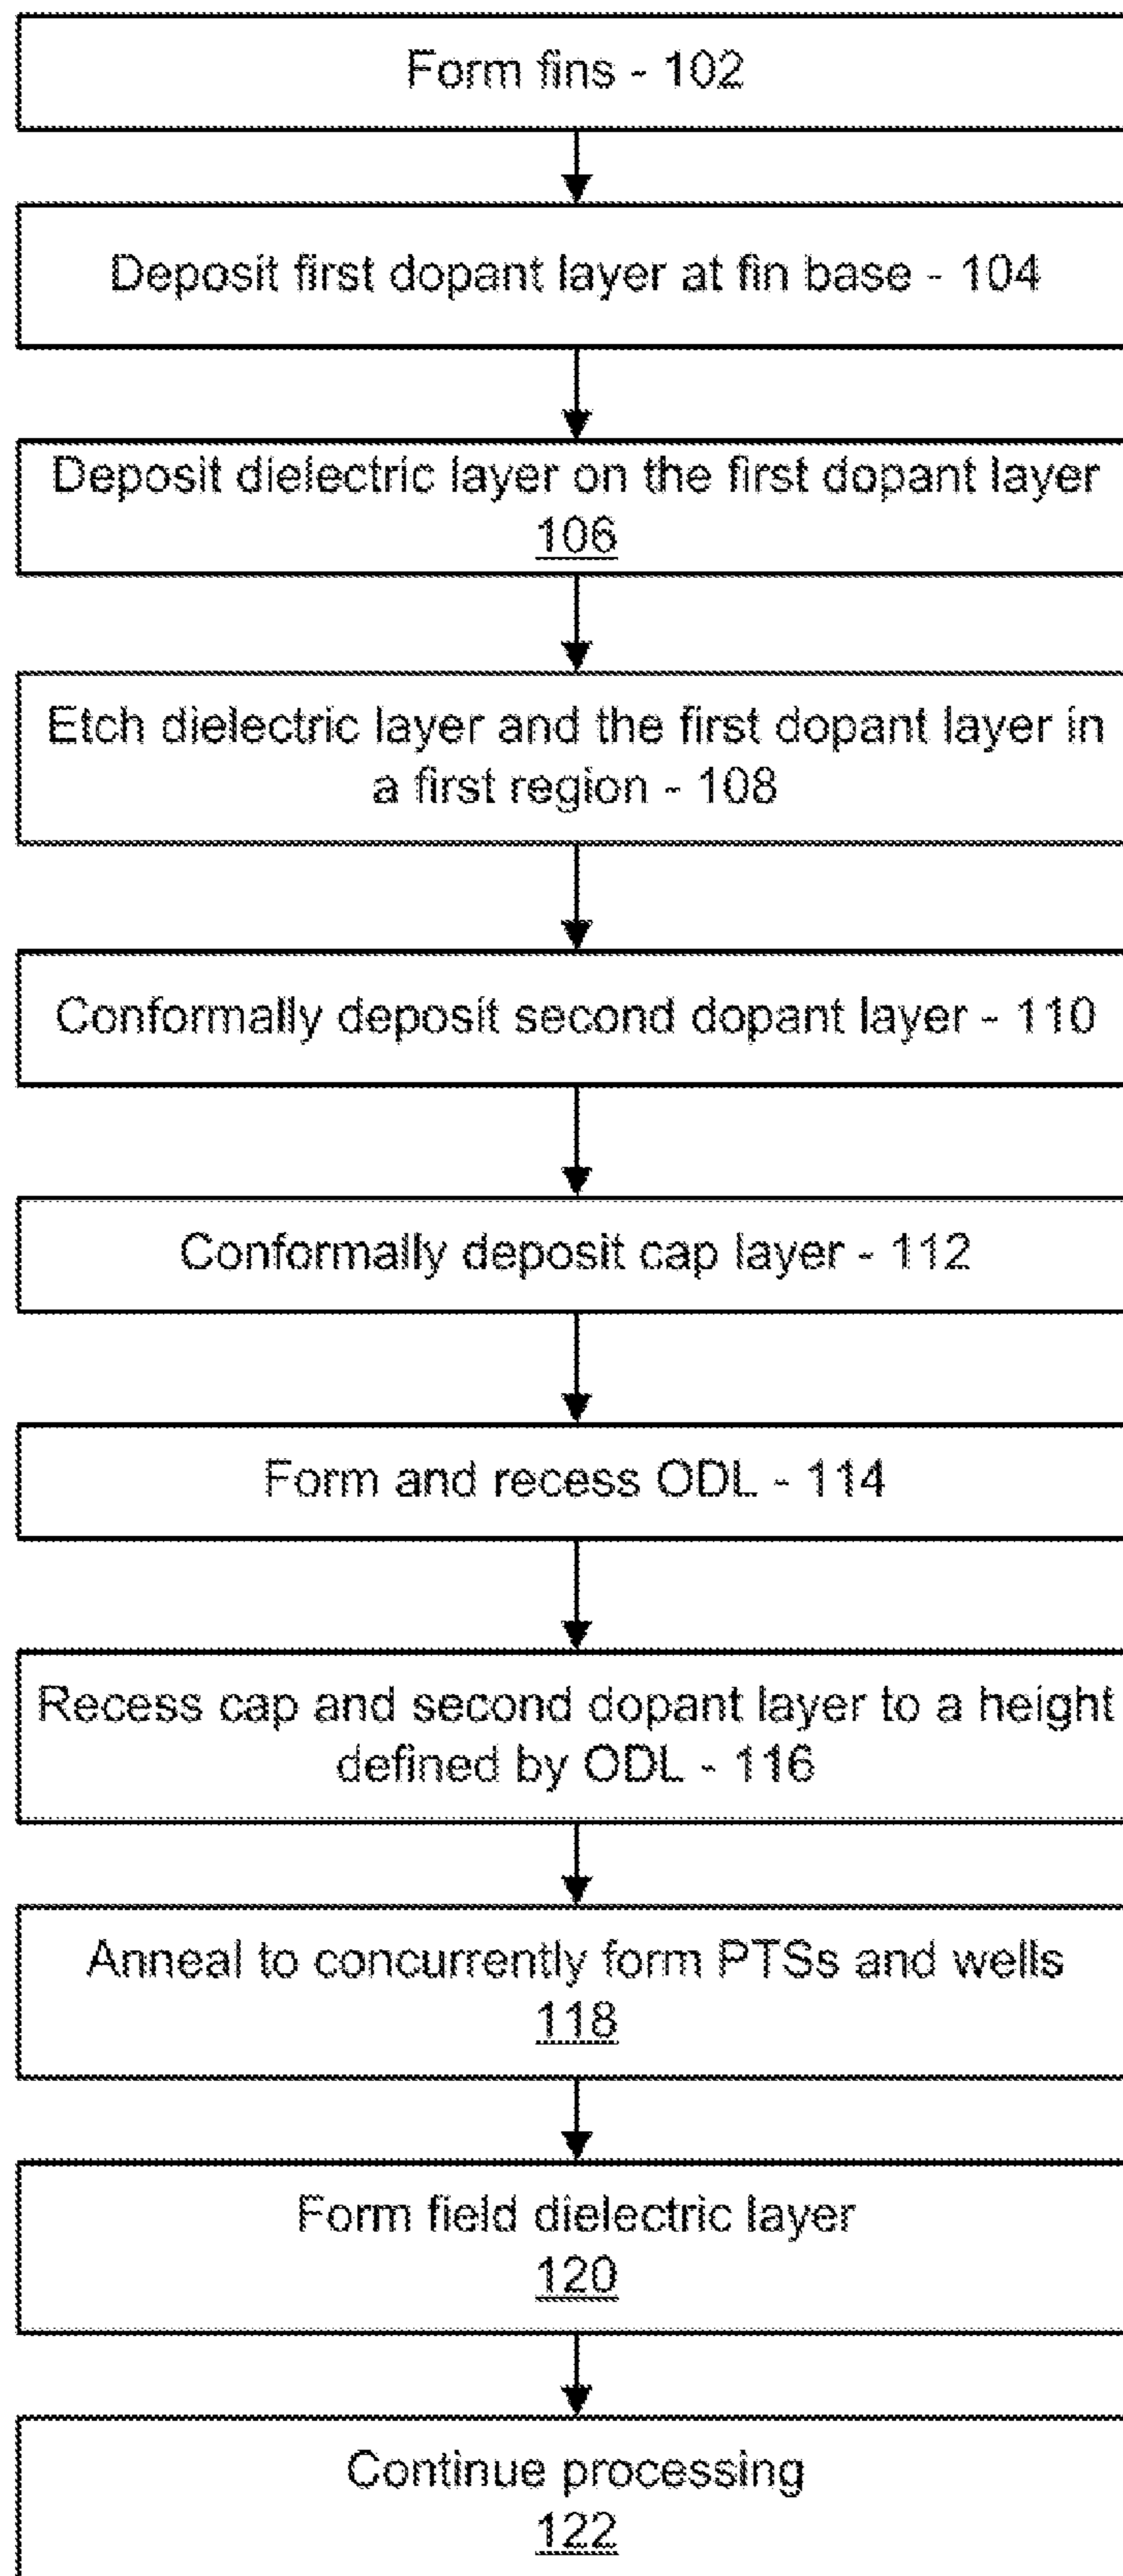 Form fins - 102
Deposit first dopant layer at fin base - 104
Deposit dielectric layer on the first dopant layer
106
Etch dielectric layer and the first dopant layer in
a first region - 108
Conformally deposit second dopant layer - 110
Conformally deposit cap layer - 112
Form and recess ODL - 114
Recess cap and second dopant layer to a height
defined by ODL - 116
Anneal to concurrently form PTSs and wells
118
Form field dielectric layer
120
Continue processing
122